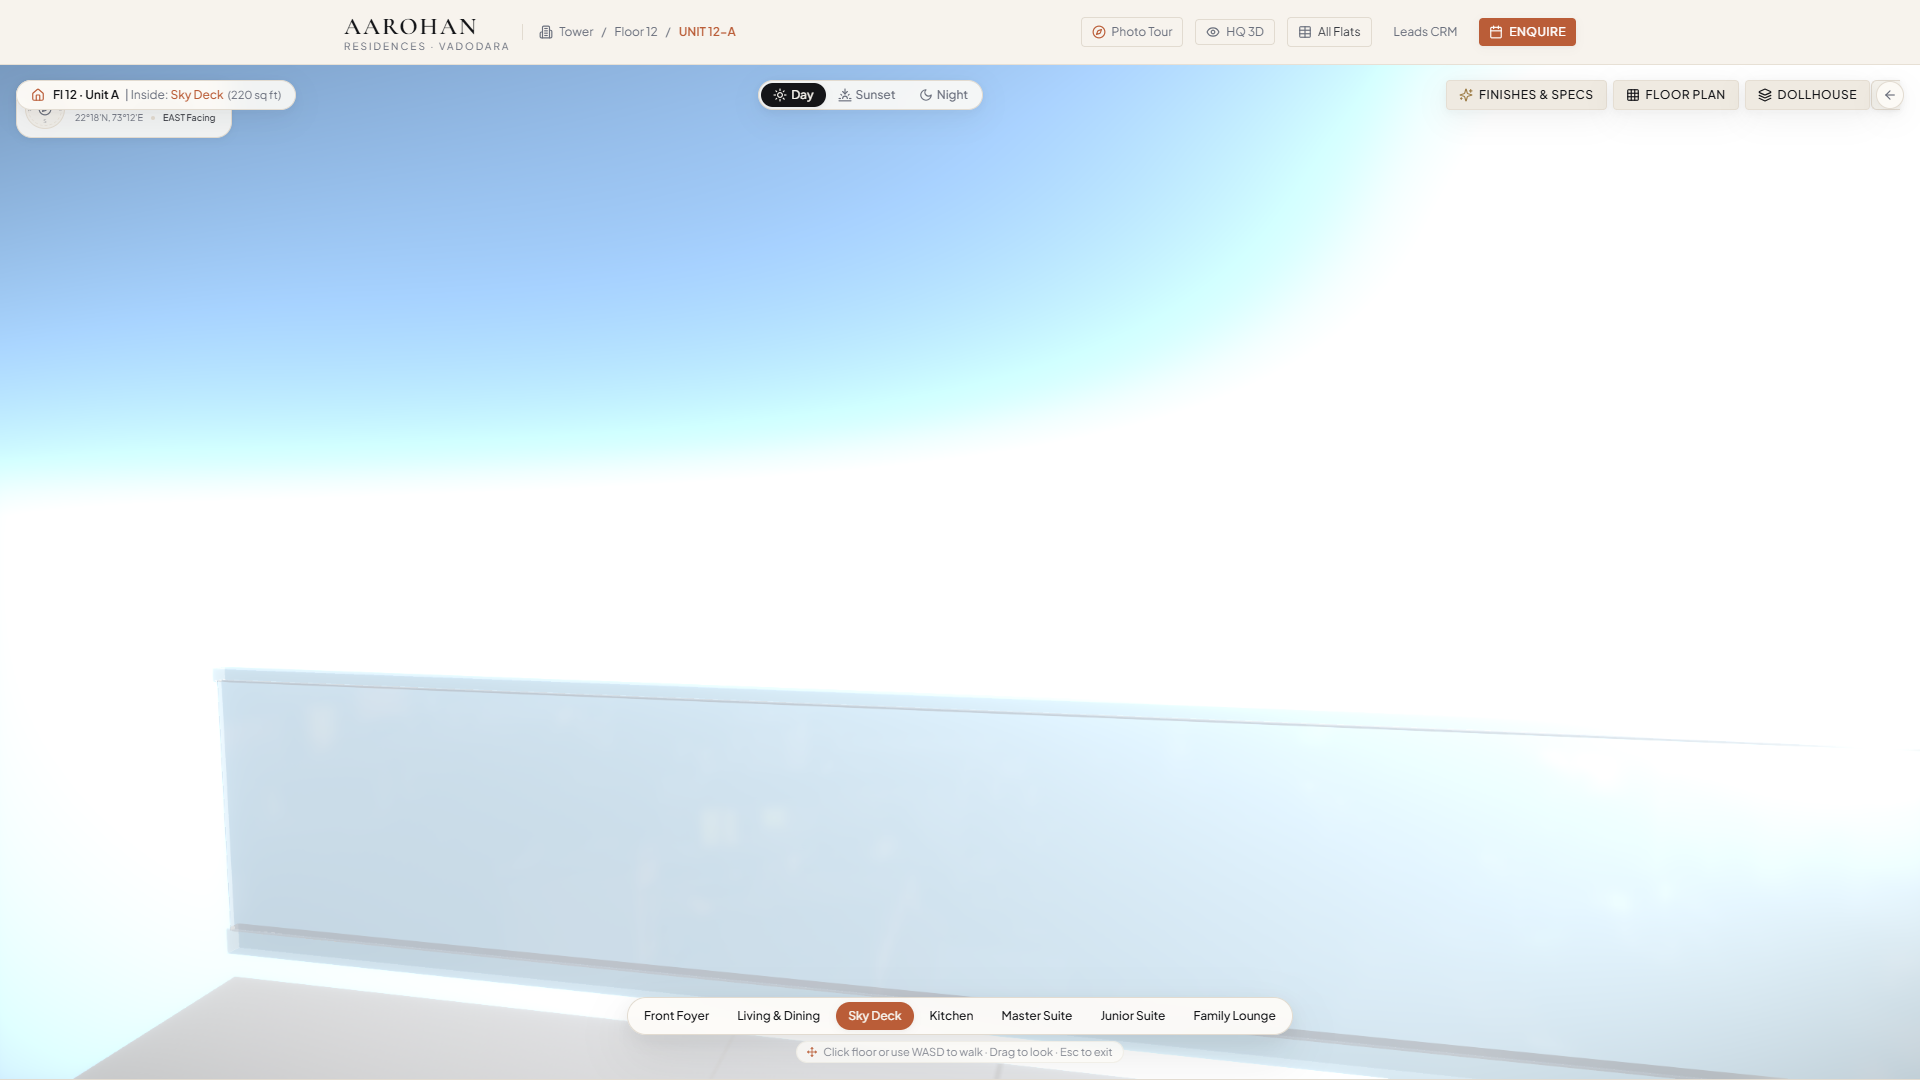 AAROHAN
RESIDENCES · VADODARA
Tower / Floor 12 / UNIT 12-A
Photo Tour
HQ 3D
All Flats
Leads CRM
ENQUIRE
Fl 12 · Unit A | Inside: Sky Deck (220 sq ft)
22°18'N, 73°12'E EAST Facing
Day
Sunset
Night
FINISHES & SPECS
FLOOR PLAN
DOLLHOUSE
Front Foyer
Living & Dining
Sky Deck
Kitchen
Master Suite
Junior Suite
Family Lounge
Click floor or use WASD to walk · Drag to look · Esc to exit